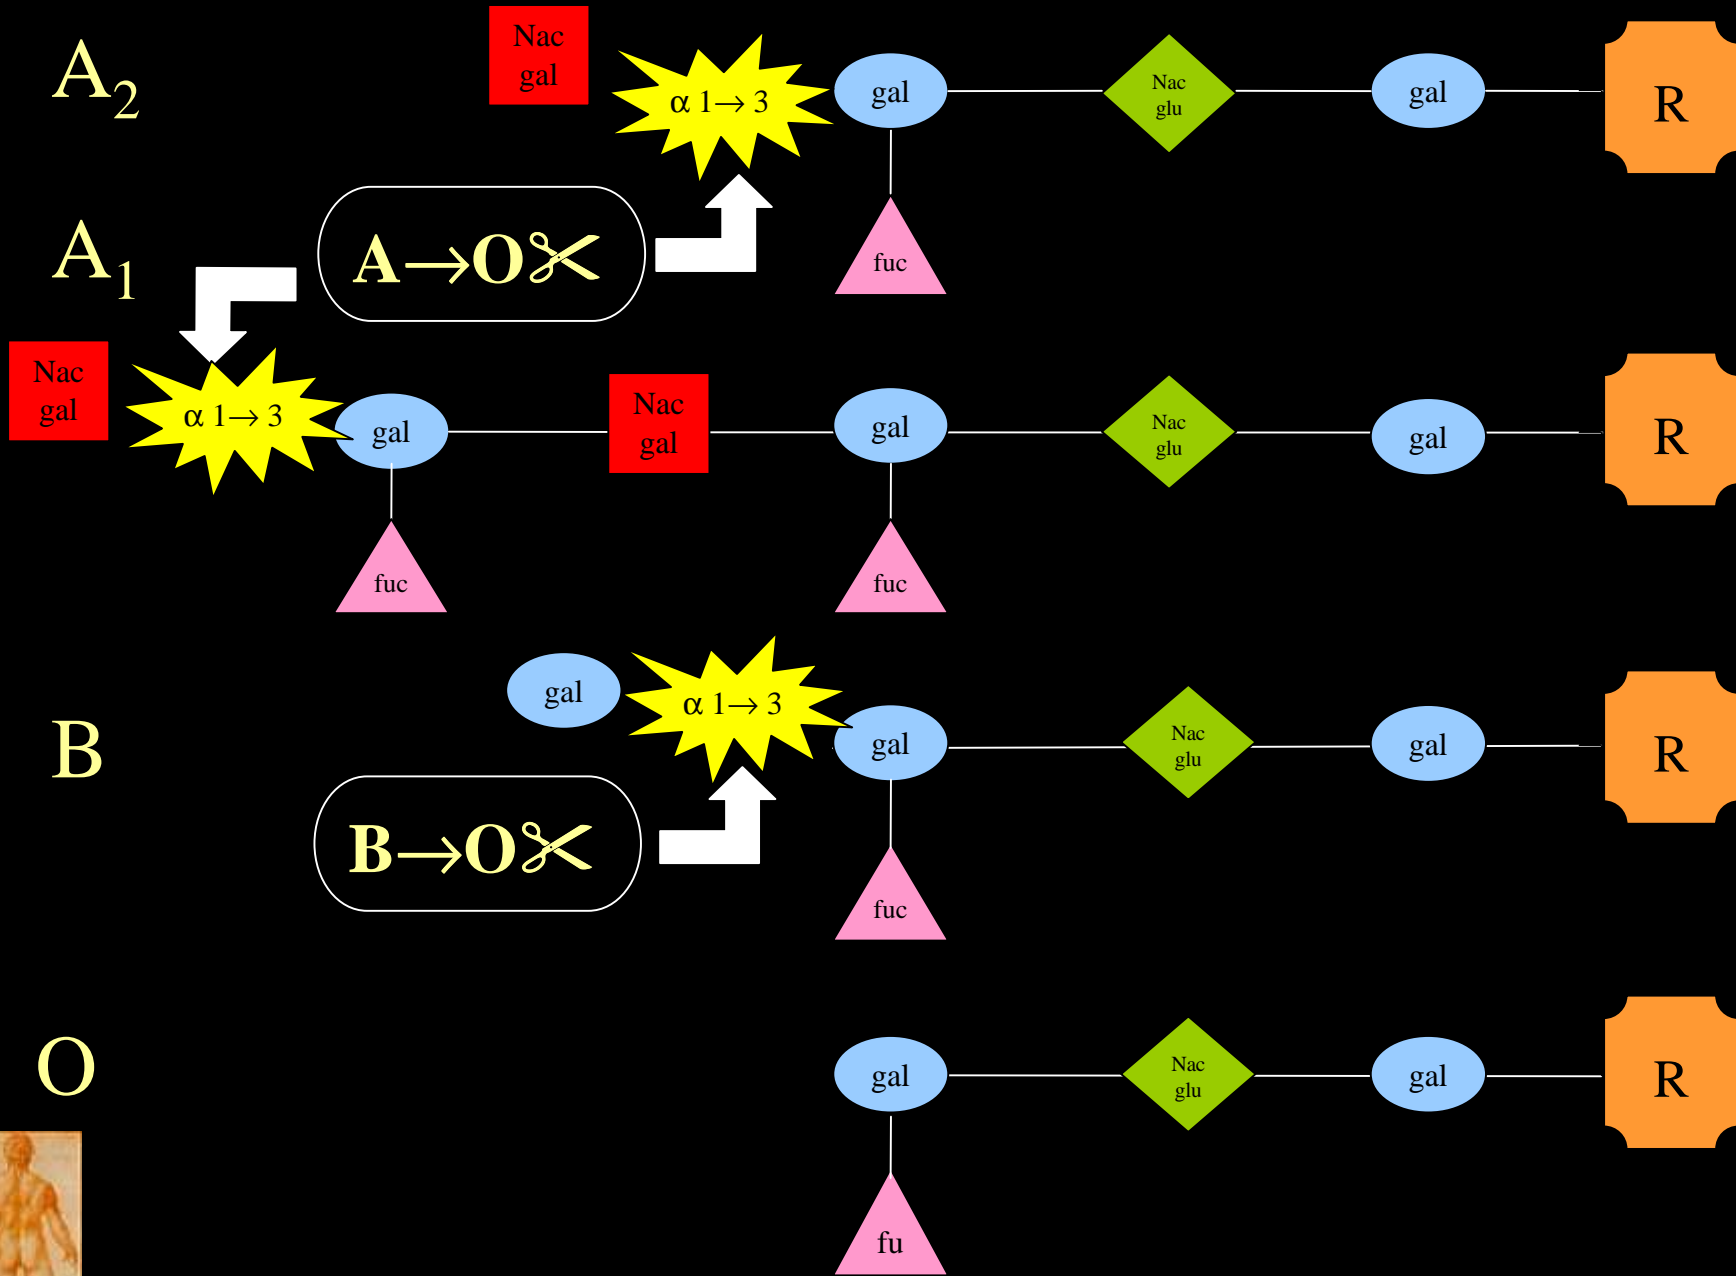 A₂
Nac
gal
α 1→ 3
gal
Nac
glu
gal
R
fuc
A₁
A→O✂
Nac
gal
α 1→ 3
gal
Nac
gal
gal
Nac
glu
gal
R
fuc
fuc
B
gal
α 1→ 3
gal
Nac
glu
gal
R
B→O✂
fuc
O
gal
Nac
glu
gal
R
fu